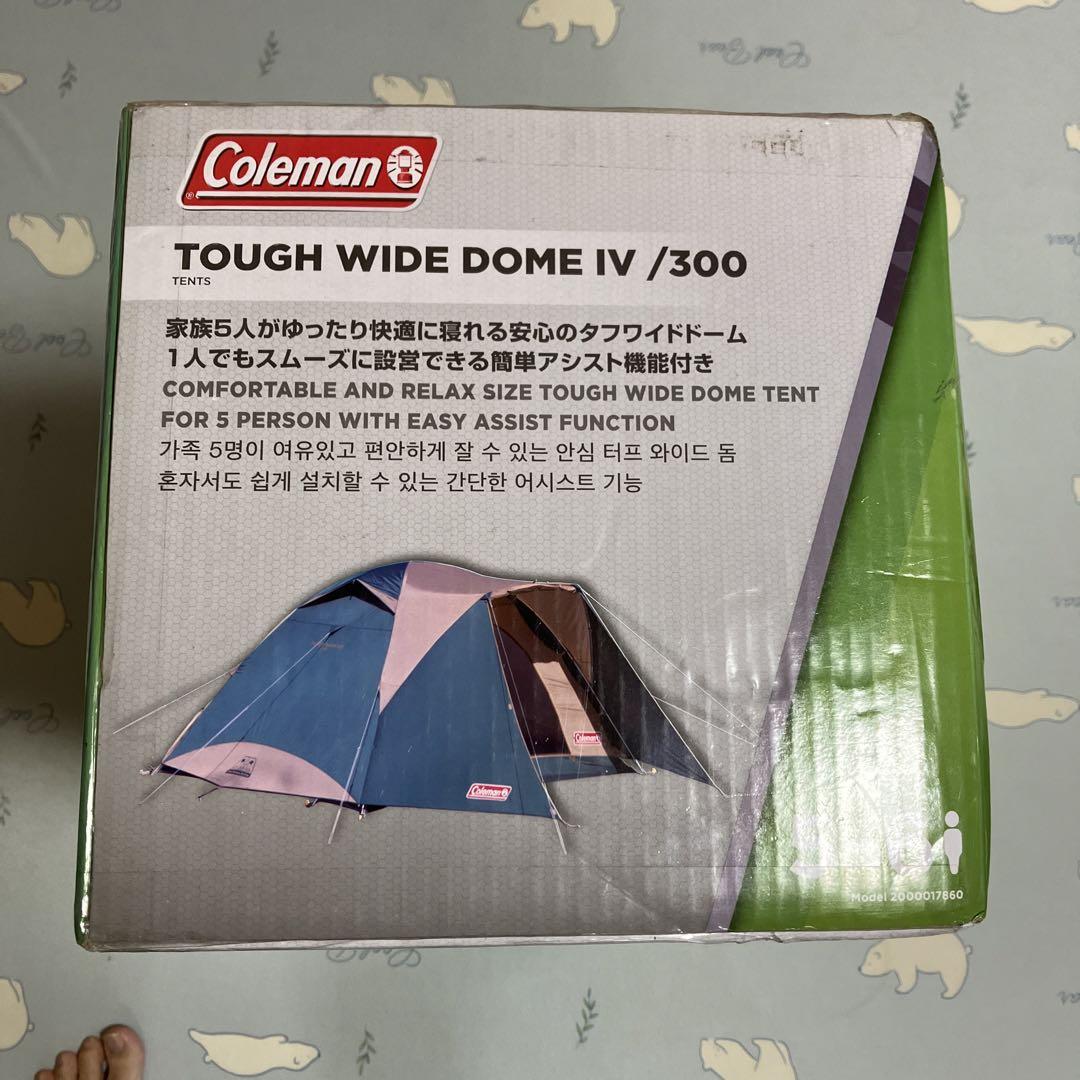 Coleman
TOUGH WIDE DOME IV /300
TENTS
家族5人がゆったり快適に寝れる安心のタフワイドドーム
1人でもスムーズに設営できる簡単アシスト機能付き
COMFORTABLE AND RELAX SIZE TOUGH WIDE DOME TENT
FOR 5 PERSON WITH EASY ASSIST FUNCTION
가족 5명이 여유있고 편안하게 잘 수 있는 안심 터프 와이드 돔
혼자서도 쉽게 설치할 수 있는 간단한 어시스트 기능
Coleman
Coleman
Model 2000017860